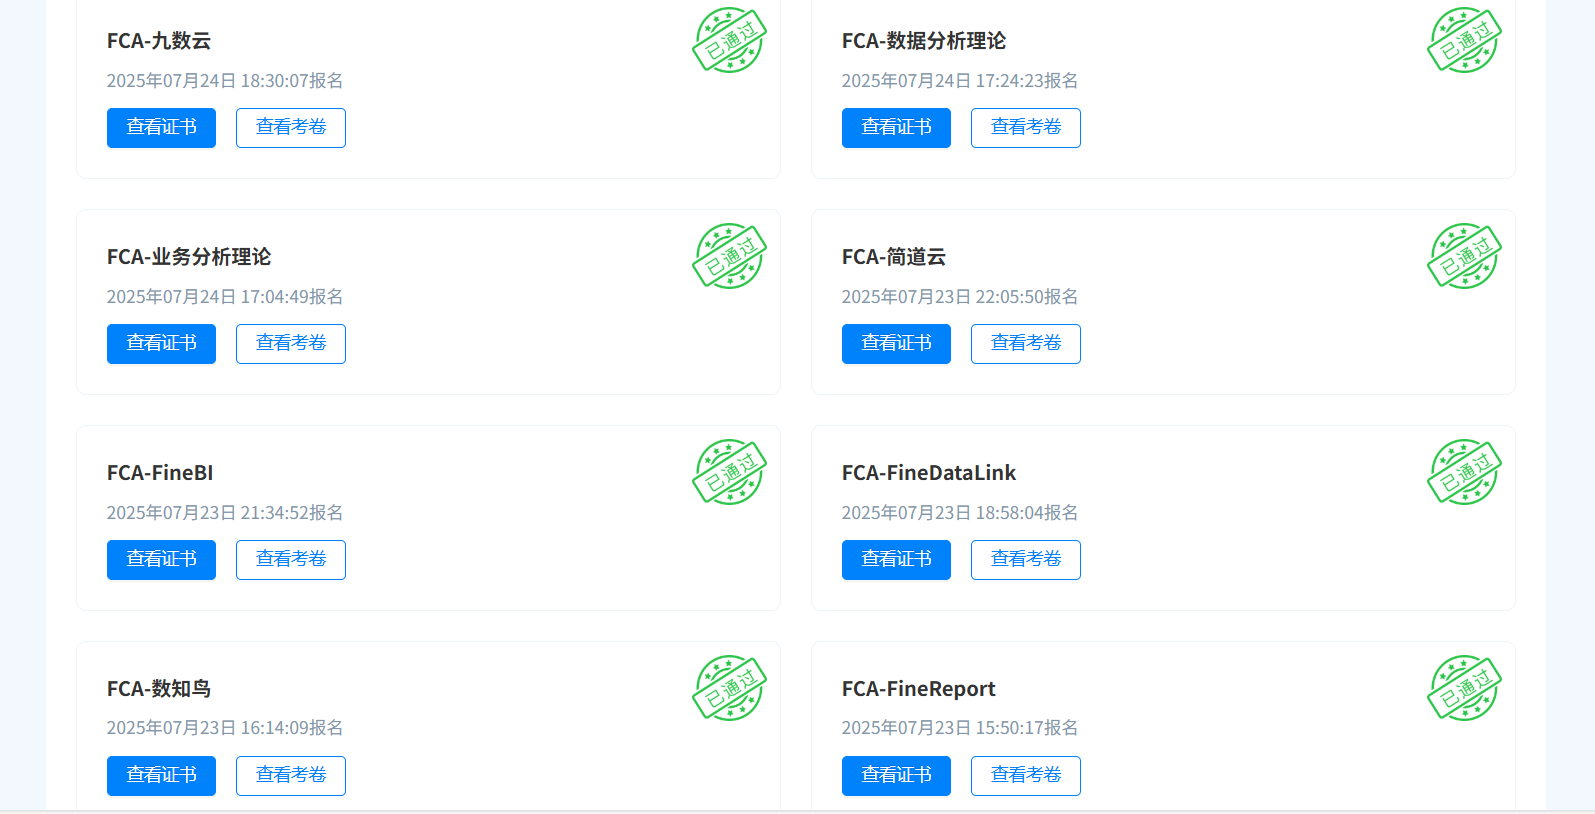 FCA-九数云
已通过
2025年07月24日 18:30:07报名
查看证书
查看考卷
FCA-数据分析理论
已通过
2025年07月24日 17:24:23报名
查看证书
查看考卷
FCA-业务分析理论
已通过
2025年07月24日 17:04:49报名
查看证书
查看考卷
FCA-简道云
已通过
2025年07月23日 22:05:50报名
查看证书
查看考卷
FCA-FineBI
已通过
2025年07月23日 21:34:52报名
查看证书
查看考卷
FCA-FineDataLink
已通过
2025年07月23日 18:58:04报名
查看证书
查看考卷
FCA-数知鸟
已通过
2025年07月23日 16:14:09报名
查看证书
查看考卷
FCA-FineReport
已通过
2025年07月23日 15:50:17报名
查看证书
查看考卷